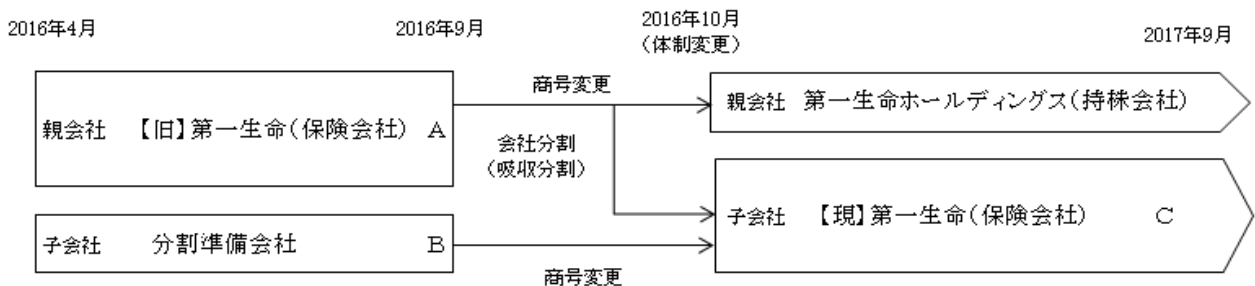 2016年4月
2016年9月
2016年10月
（体制変更）
2017年9月
親会社 【旧】第一生命（保険会社） A
商号変更
親会社 第一生命ホールディングス（持株会社）
会社分割
（吸収分割）
子会社 分割準備会社 B
子会社 【現】第一生命（保険会社） C
商号変更